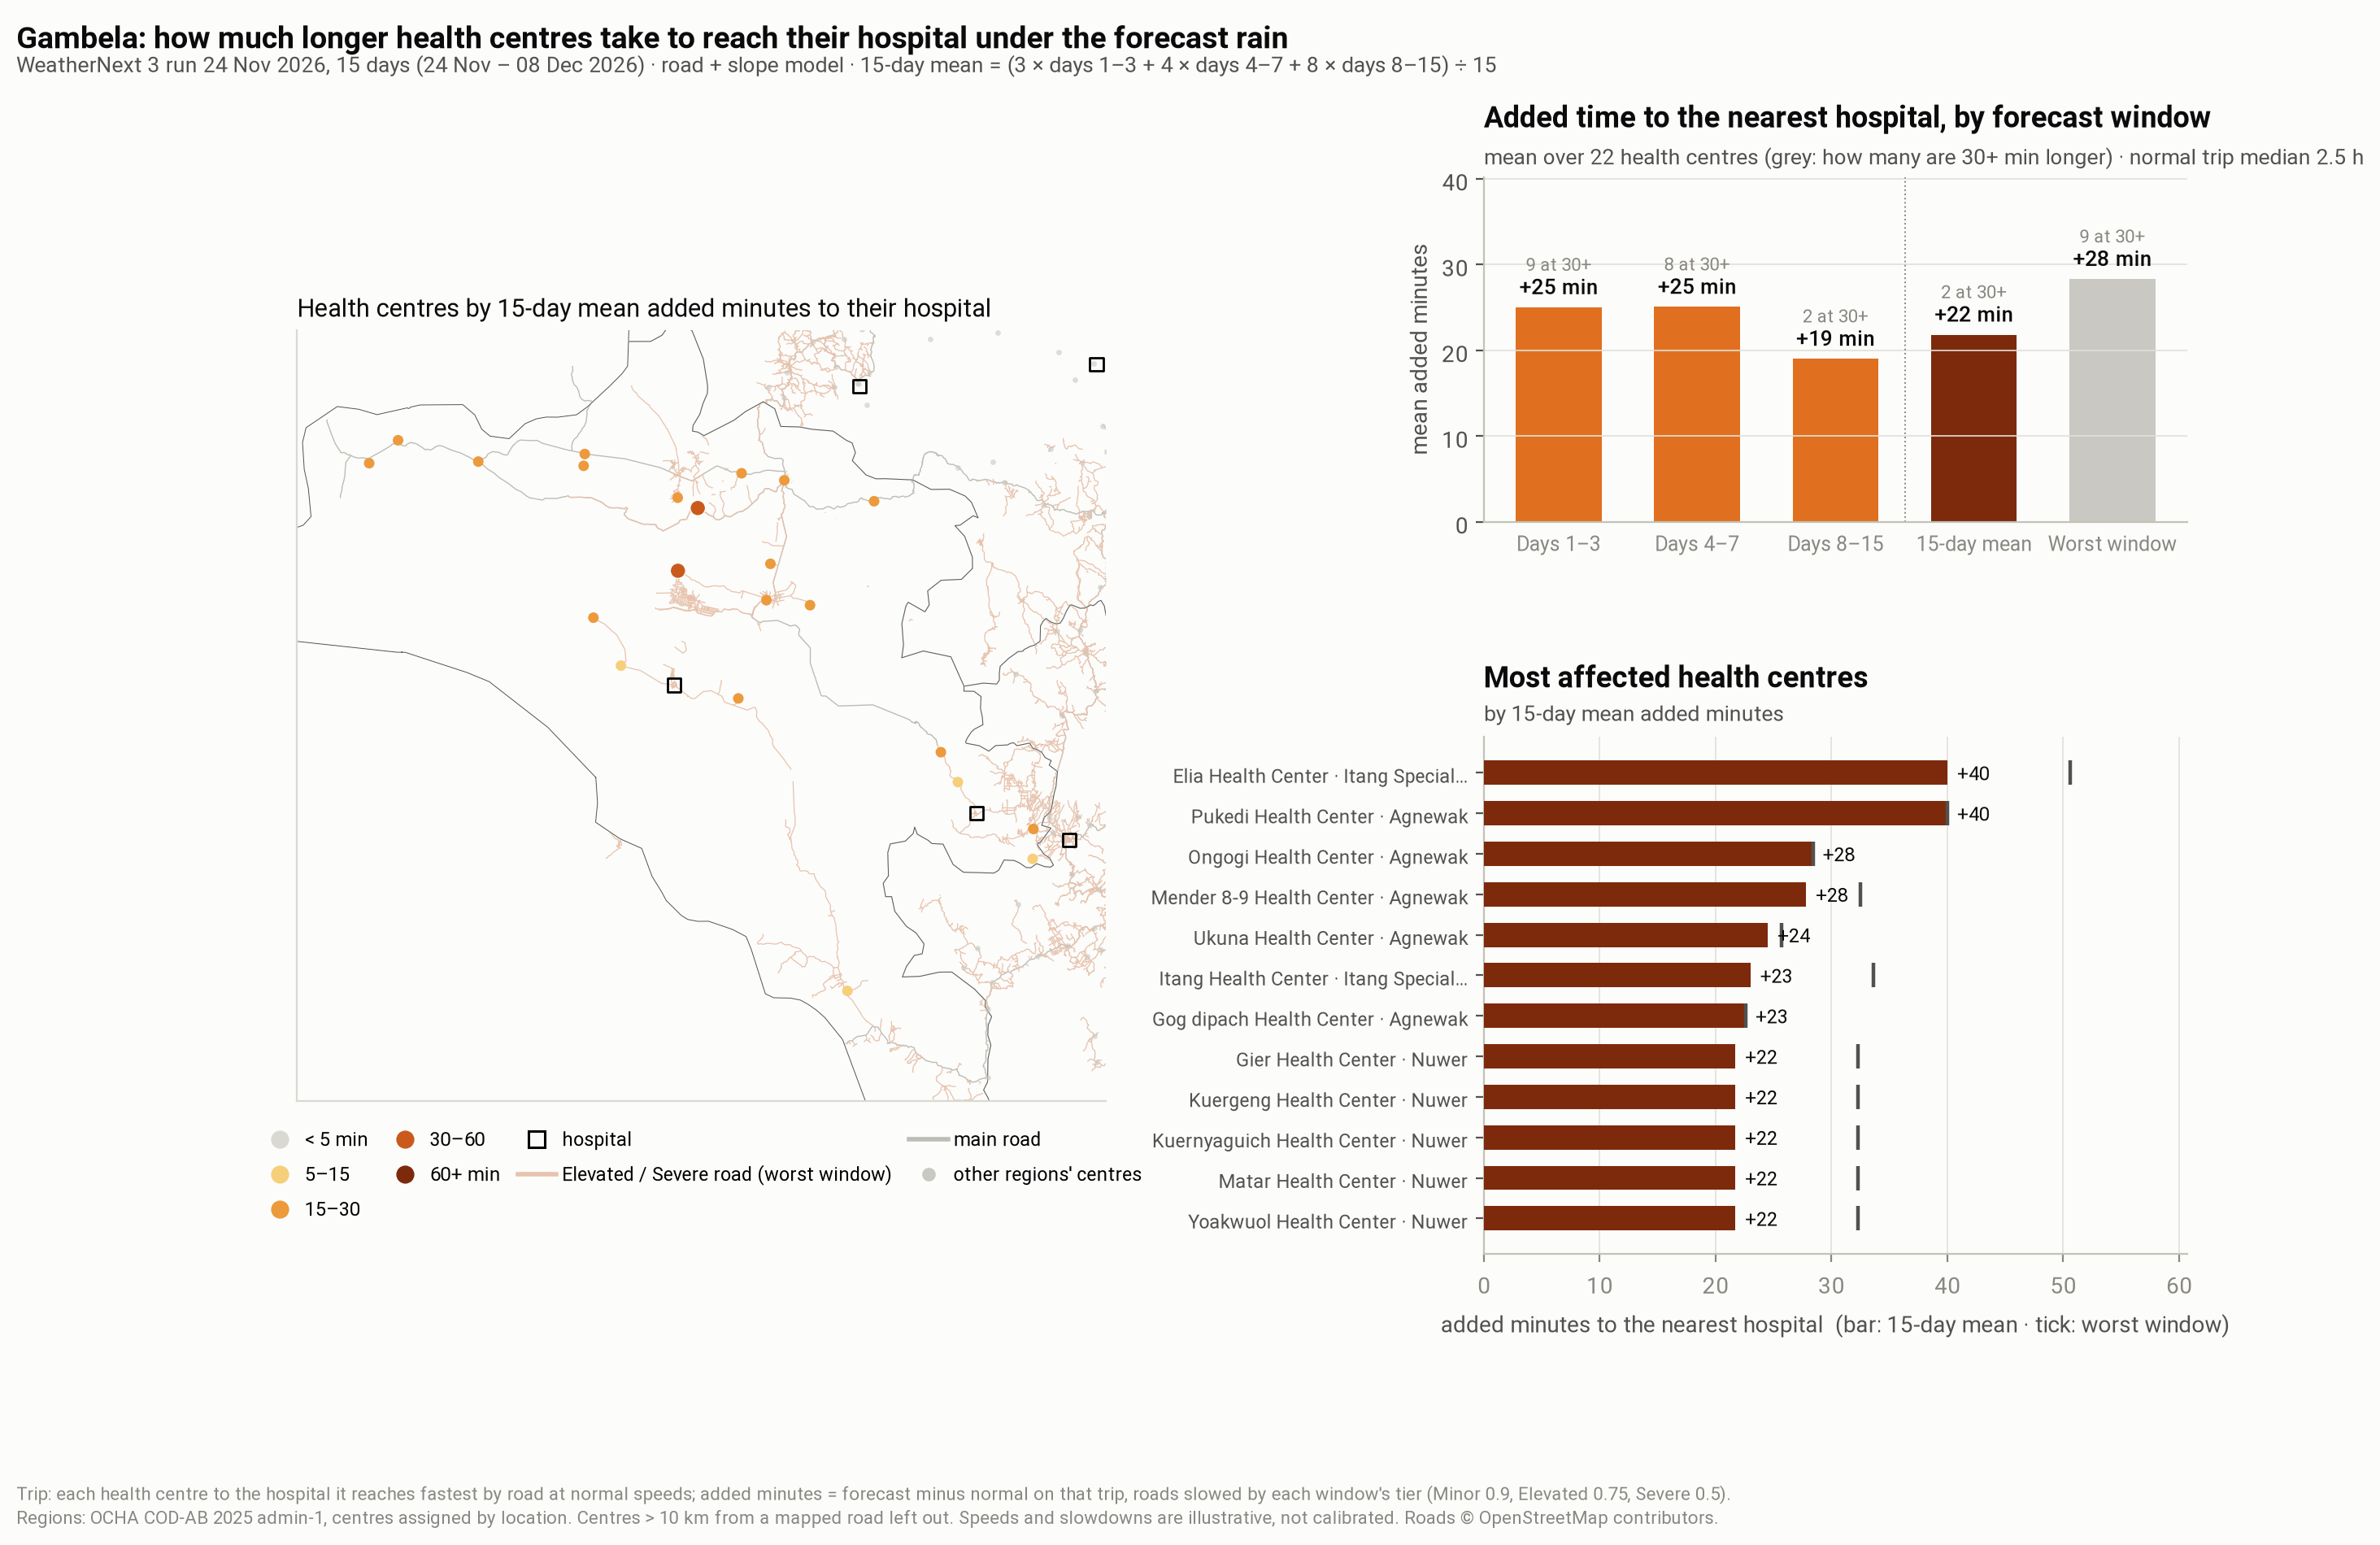 Gambela: how much longer health centres take to reach their hospital under the forecast rain
WeatherNext 3 run 24 Nov 2026, 15 days (24 Nov – 08 Dec 2026) · road + slope model · 15-day mean = (3 × days 1–3 + 4 × days 4–7 + 8 × days 8–15) ÷ 15
Health centres by 15-day mean added minutes to their hospital
< 5 min
5–15
15–30
30–60
60+ min
hospital
Elevated / Severe road (worst window)
main road
other regions' centres
Added time to the nearest hospital, by forecast window
mean over 22 health centres (grey: how many are 30+ min longer) · normal trip median 2.5 h
mean added minutes
40
30
20
10
0
9 at 30+
+25 min
8 at 30+
+25 min
2 at 30+
+19 min
2 at 30+
+22 min
9 at 30+
+28 min
Days 1–3
Days 4–7
Days 8–15
15-day mean
Worst window
Most affected health centres
by 15-day mean added minutes
Elia Health Center · Itang Special... +40
Pukedi Health Center · Agnewak +40
Ongogi Health Center · Agnewak +28
Mender 8-9 Health Center · Agnewak +28
Ukuna Health Center · Agnewak +24
Itang Health Center · Itang Special... +23
Gog dipach Health Center · Agnewak +23
Gier Health Center · Nuwer +22
Kuergeng Health Center · Nuwer +22
Kuernyaguich Health Center · Nuwer +22
Matar Health Center · Nuwer +22
Yoakwuol Health Center · Nuwer +22
0 10 20 30 40 50 60
added minutes to the nearest hospital (bar: 15-day mean · tick: worst window)
Trip: each health centre to the hospital it reaches fastest by road at normal speeds; added minutes = forecast minus normal on that trip, roads slowed by each window's tier (Minor 0.9, Elevated 0.75, Severe 0.5).
Regions: OCHA COD-AB 2025 admin-1, centres assigned by location. Centres > 10 km from a mapped road left out. Speeds and slowdowns are illustrative, not calibrated. Roads © OpenStreetMap contributors.